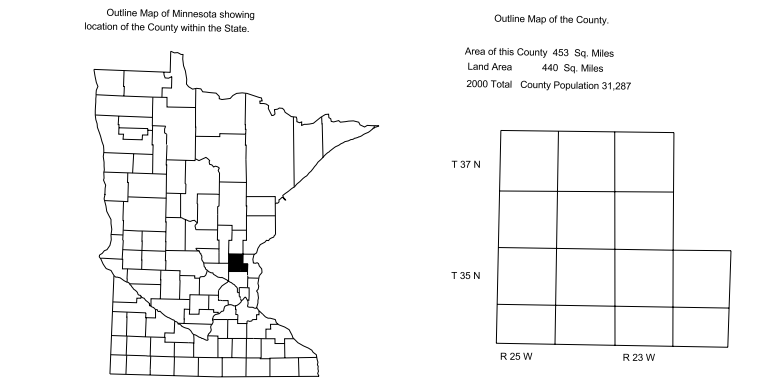 Outline Map of Minnesota showing
location of the County within the State.
Outline Map of the County.
Area of this County 453 Sq. Miles
Land Area 440 Sq. Miles
2000 Total County Population 31,287
T 37 N
T 35 N
R 25 W R 23 W